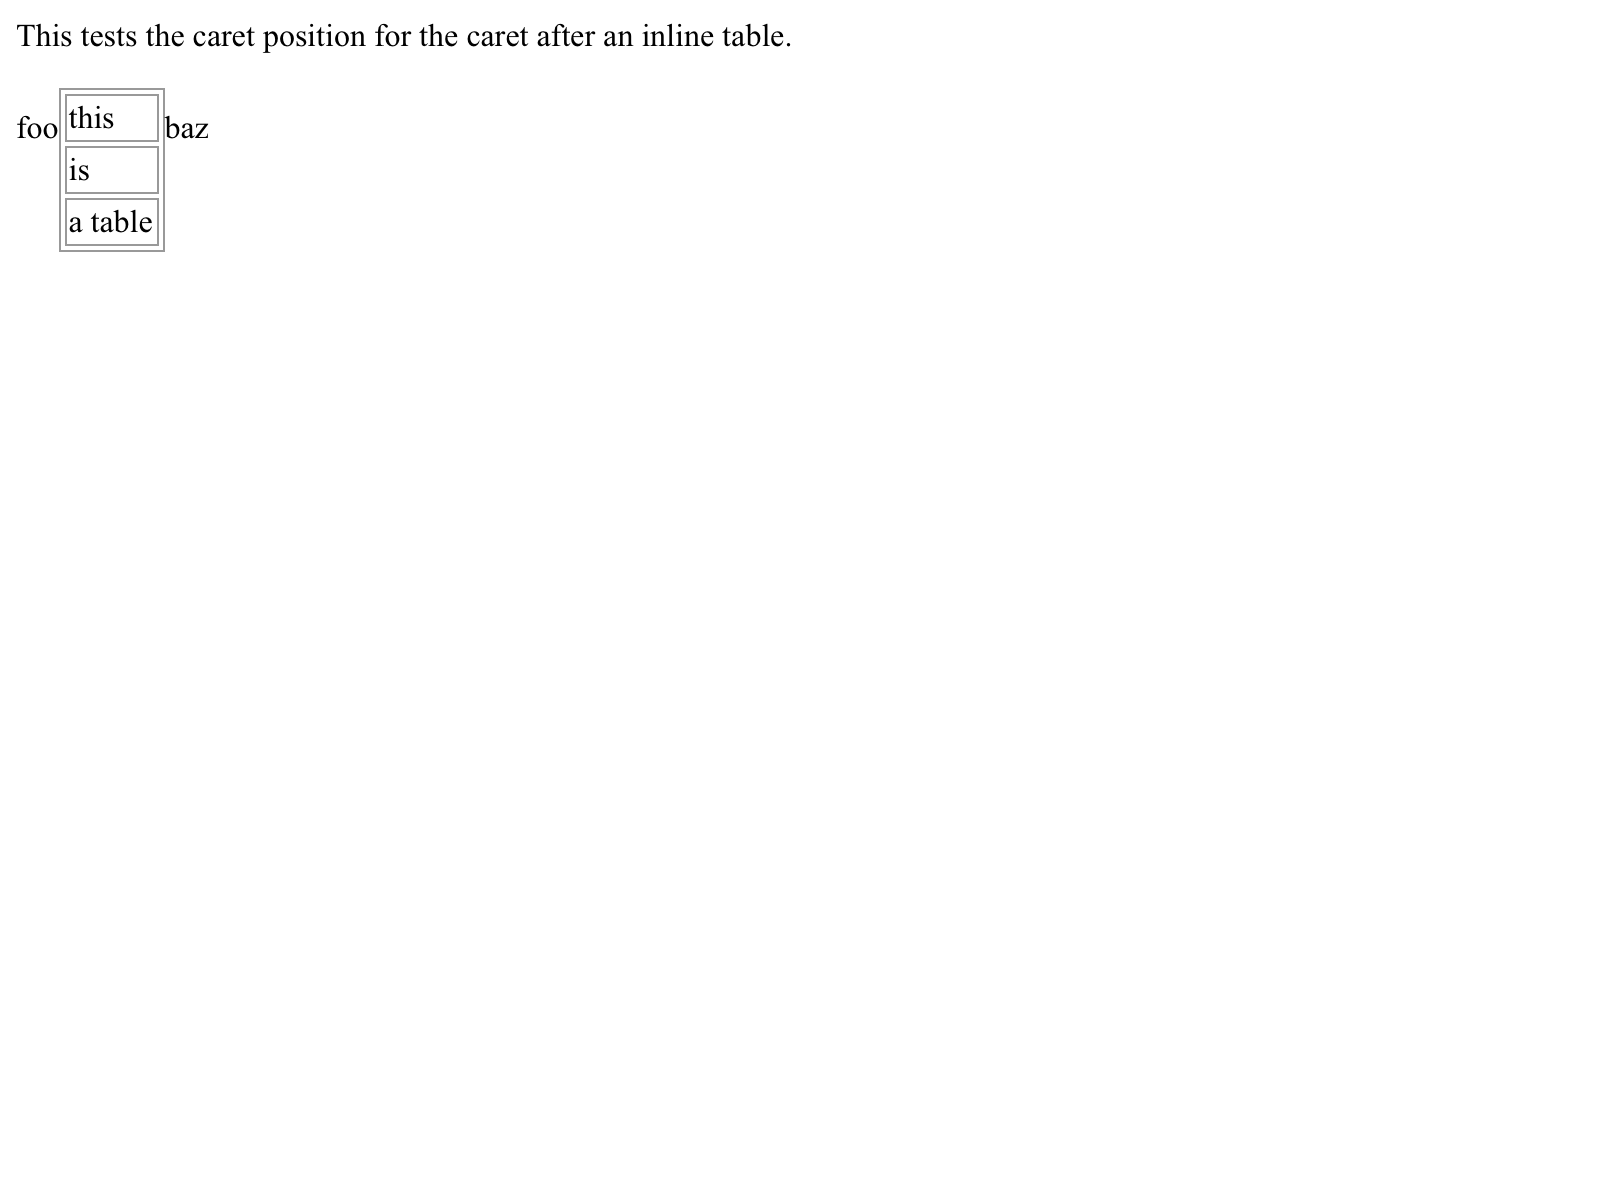 This tests the caret position for the caret after an inline table.
foo this baz
is
a table